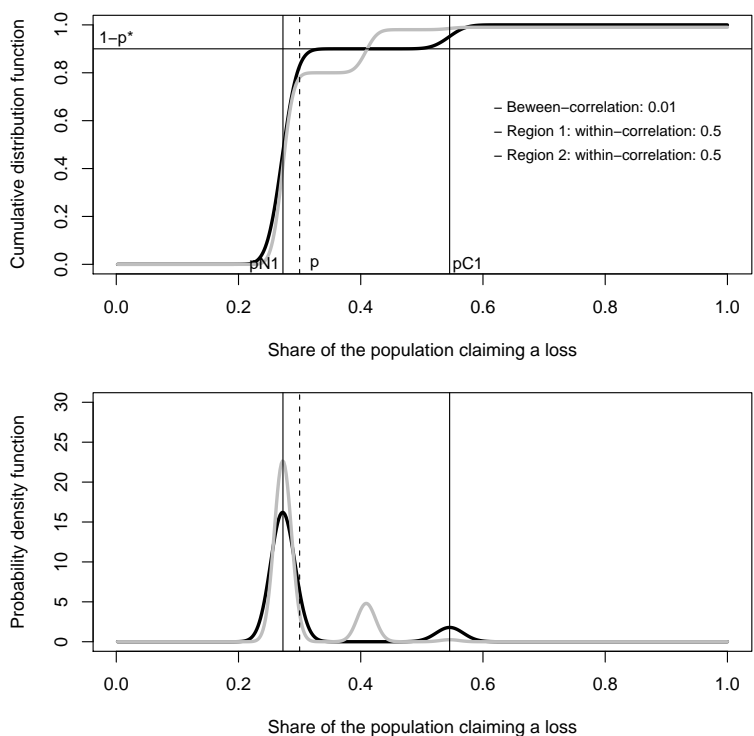 Cumulative distribution function
1.0
0.8
0.6
0.4
0.2
0.0
1−p*
− Beween−correlation: 0.01
− Region 1: within−correlation: 0.5
− Region 2: within−correlation: 0.5
pN1
p
pC1
0.0 0.2 0.4 0.6 0.8 1.0
Share of the population claiming a loss
Probability density function
30
25
20
15
10
5
0
0.0 0.2 0.4 0.6 0.8 1.0
Share of the population claiming a loss